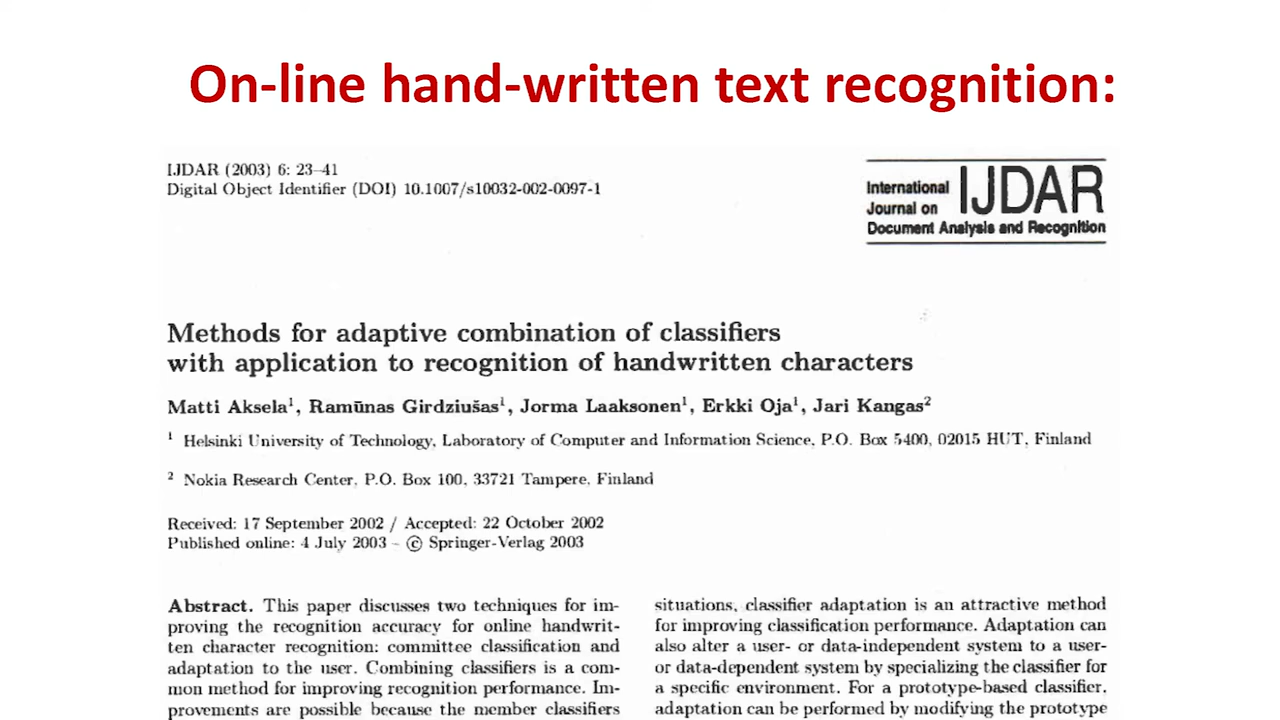 On-line hand-written text recognition:
IJDAR (2003) 6: 23–41
Digital Object Identifier (DOI) 10.1007/s10032-002-0097-1
International
Journal on
IJDAR
Document Analysis and Recognition
Methods for adaptive combination of classifiers
with application to recognition of handwritten characters
Matti Aksela¹, Ramūnas Girdziušas¹, Jorma Laaksonen¹, Erkki Oja¹, Jari Kangas²
¹ Helsinki University of Technology, Laboratory of Computer and Information Science, P.O. Box 5400, 02015 HUT, Finland
² Nokia Research Center, P.O. Box 100, 33721 Tampere, Finland
Received: 17 September 2002 / Accepted: 22 October 2002
Published online: 4 July 2003 – © Springer-Verlag 2003
Abstract. This paper discusses two techniques for im-
proving the recognition accuracy for online handwrit-
ten character recognition: committee classification and
adaptation to the user. Combining classifiers is a com-
mon method for improving recognition performance. Im-
provements are possible because the member classifiers
situations, classifier adaptation is an attractive method
for improving classification performance. Adaptation can
also alter a user- or data-independent system to a user-
or data-dependent system by specializing the classifier for
a specific environment. For a prototype-based classifier,
adaptation can be performed by modifying the prototype